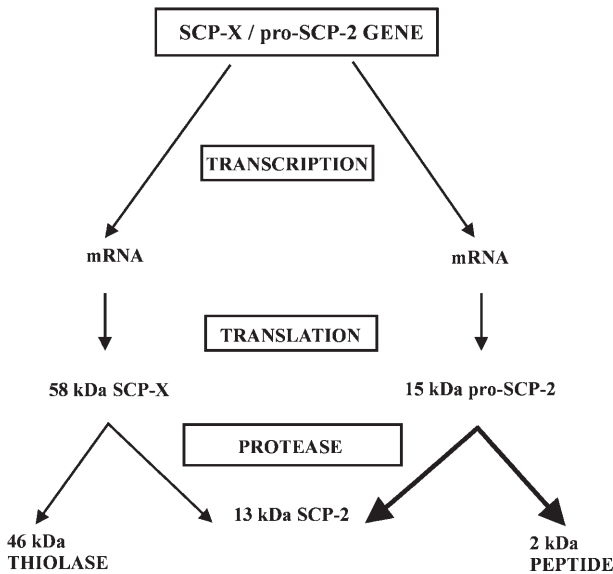 SCP-X / pro-SCP-2 GENE
TRANSCRIPTION
mRNA
mRNA
TRANSLATION
58 kDa SCP-X
15 kDa pro-SCP-2
PROTEASE
13 kDa SCP-2
46 kDa
THIOLASE
2 kDa
PEPTIDE